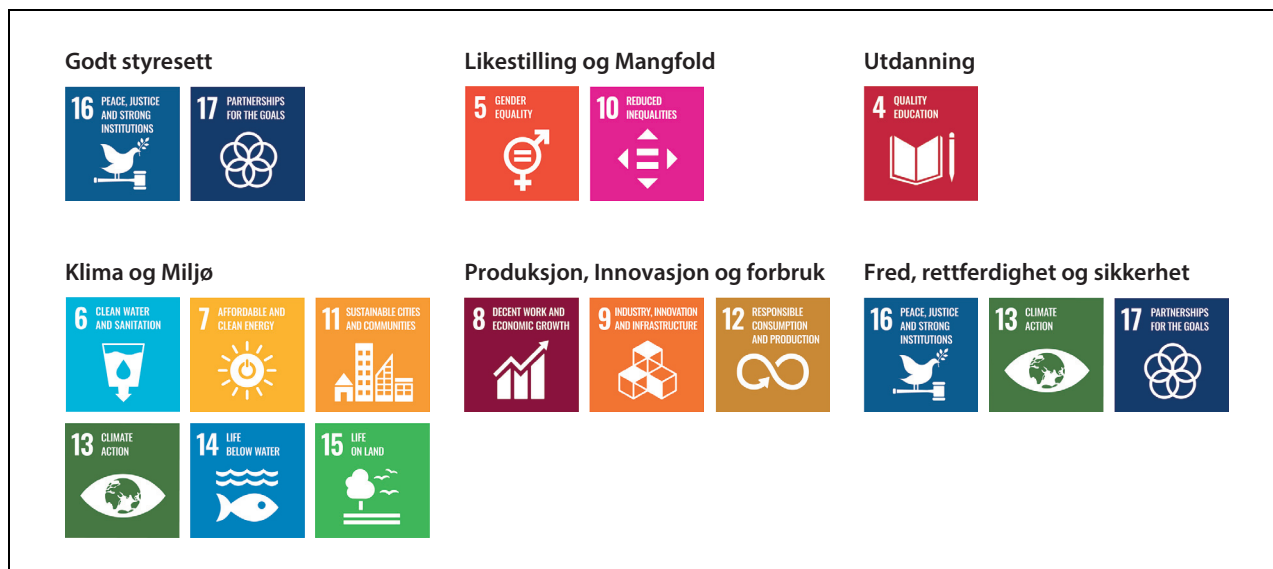 Godt styresett
16 PEACE, JUSTICE
AND STRONG
INSTITUTIONS
17 PARTNERSHIPS
FOR THE GOALS
Likestilling og Mangfold
5 GENDER
EQUALITY
10 REDUCED
INEQUALITIES
Utdanning
4 QUALITY
EDUCATION
Klima og Miljø
6 CLEAN WATER
AND SANITATION
7 AFFORDABLE AND
CLEAN ENERGY
11 SUSTAINABLE CITIES
AND COMMUNITIES
13 CLIMATE
ACTION
14 LIFE
BELOW WATER
15 LIFE
ON LAND
Produksjon, Innovasjon og forbruk
8 DECENT WORK AND
ECONOMIC GROWTH
9 INDUSTRY, INNOVATION
AND INFRASTRUCTURE
12 RESPONSIBLE
CONSUMPTION
AND PRODUCTION
Fred, rettferdighet og sikkerhet
16 PEACE, JUSTICE
AND STRONG
INSTITUTIONS
13 CLIMATE
ACTION
17 PARTNERSHIPS
FOR THE GOALS